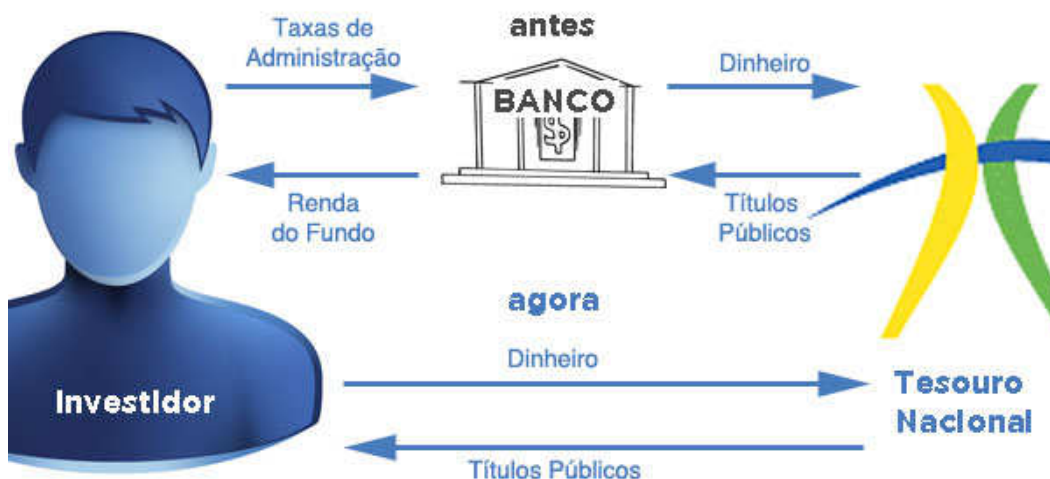 antes
Taxas de
Administração
BANCO
$
Dinheiro
Renda
do Fundo
Títulos
Públicos
agora
Dinheiro
Investidor
Tesouro
Nacional
Títulos Públicos